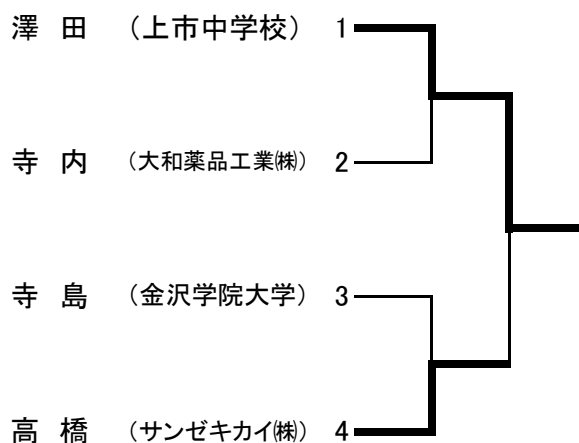 澤田 （上市中学校） 1
寺内 （大和薬品工業㈱） 2
寺島 （金沢学院大学） 3
高橋 （サンゼキカイ㈱） 4